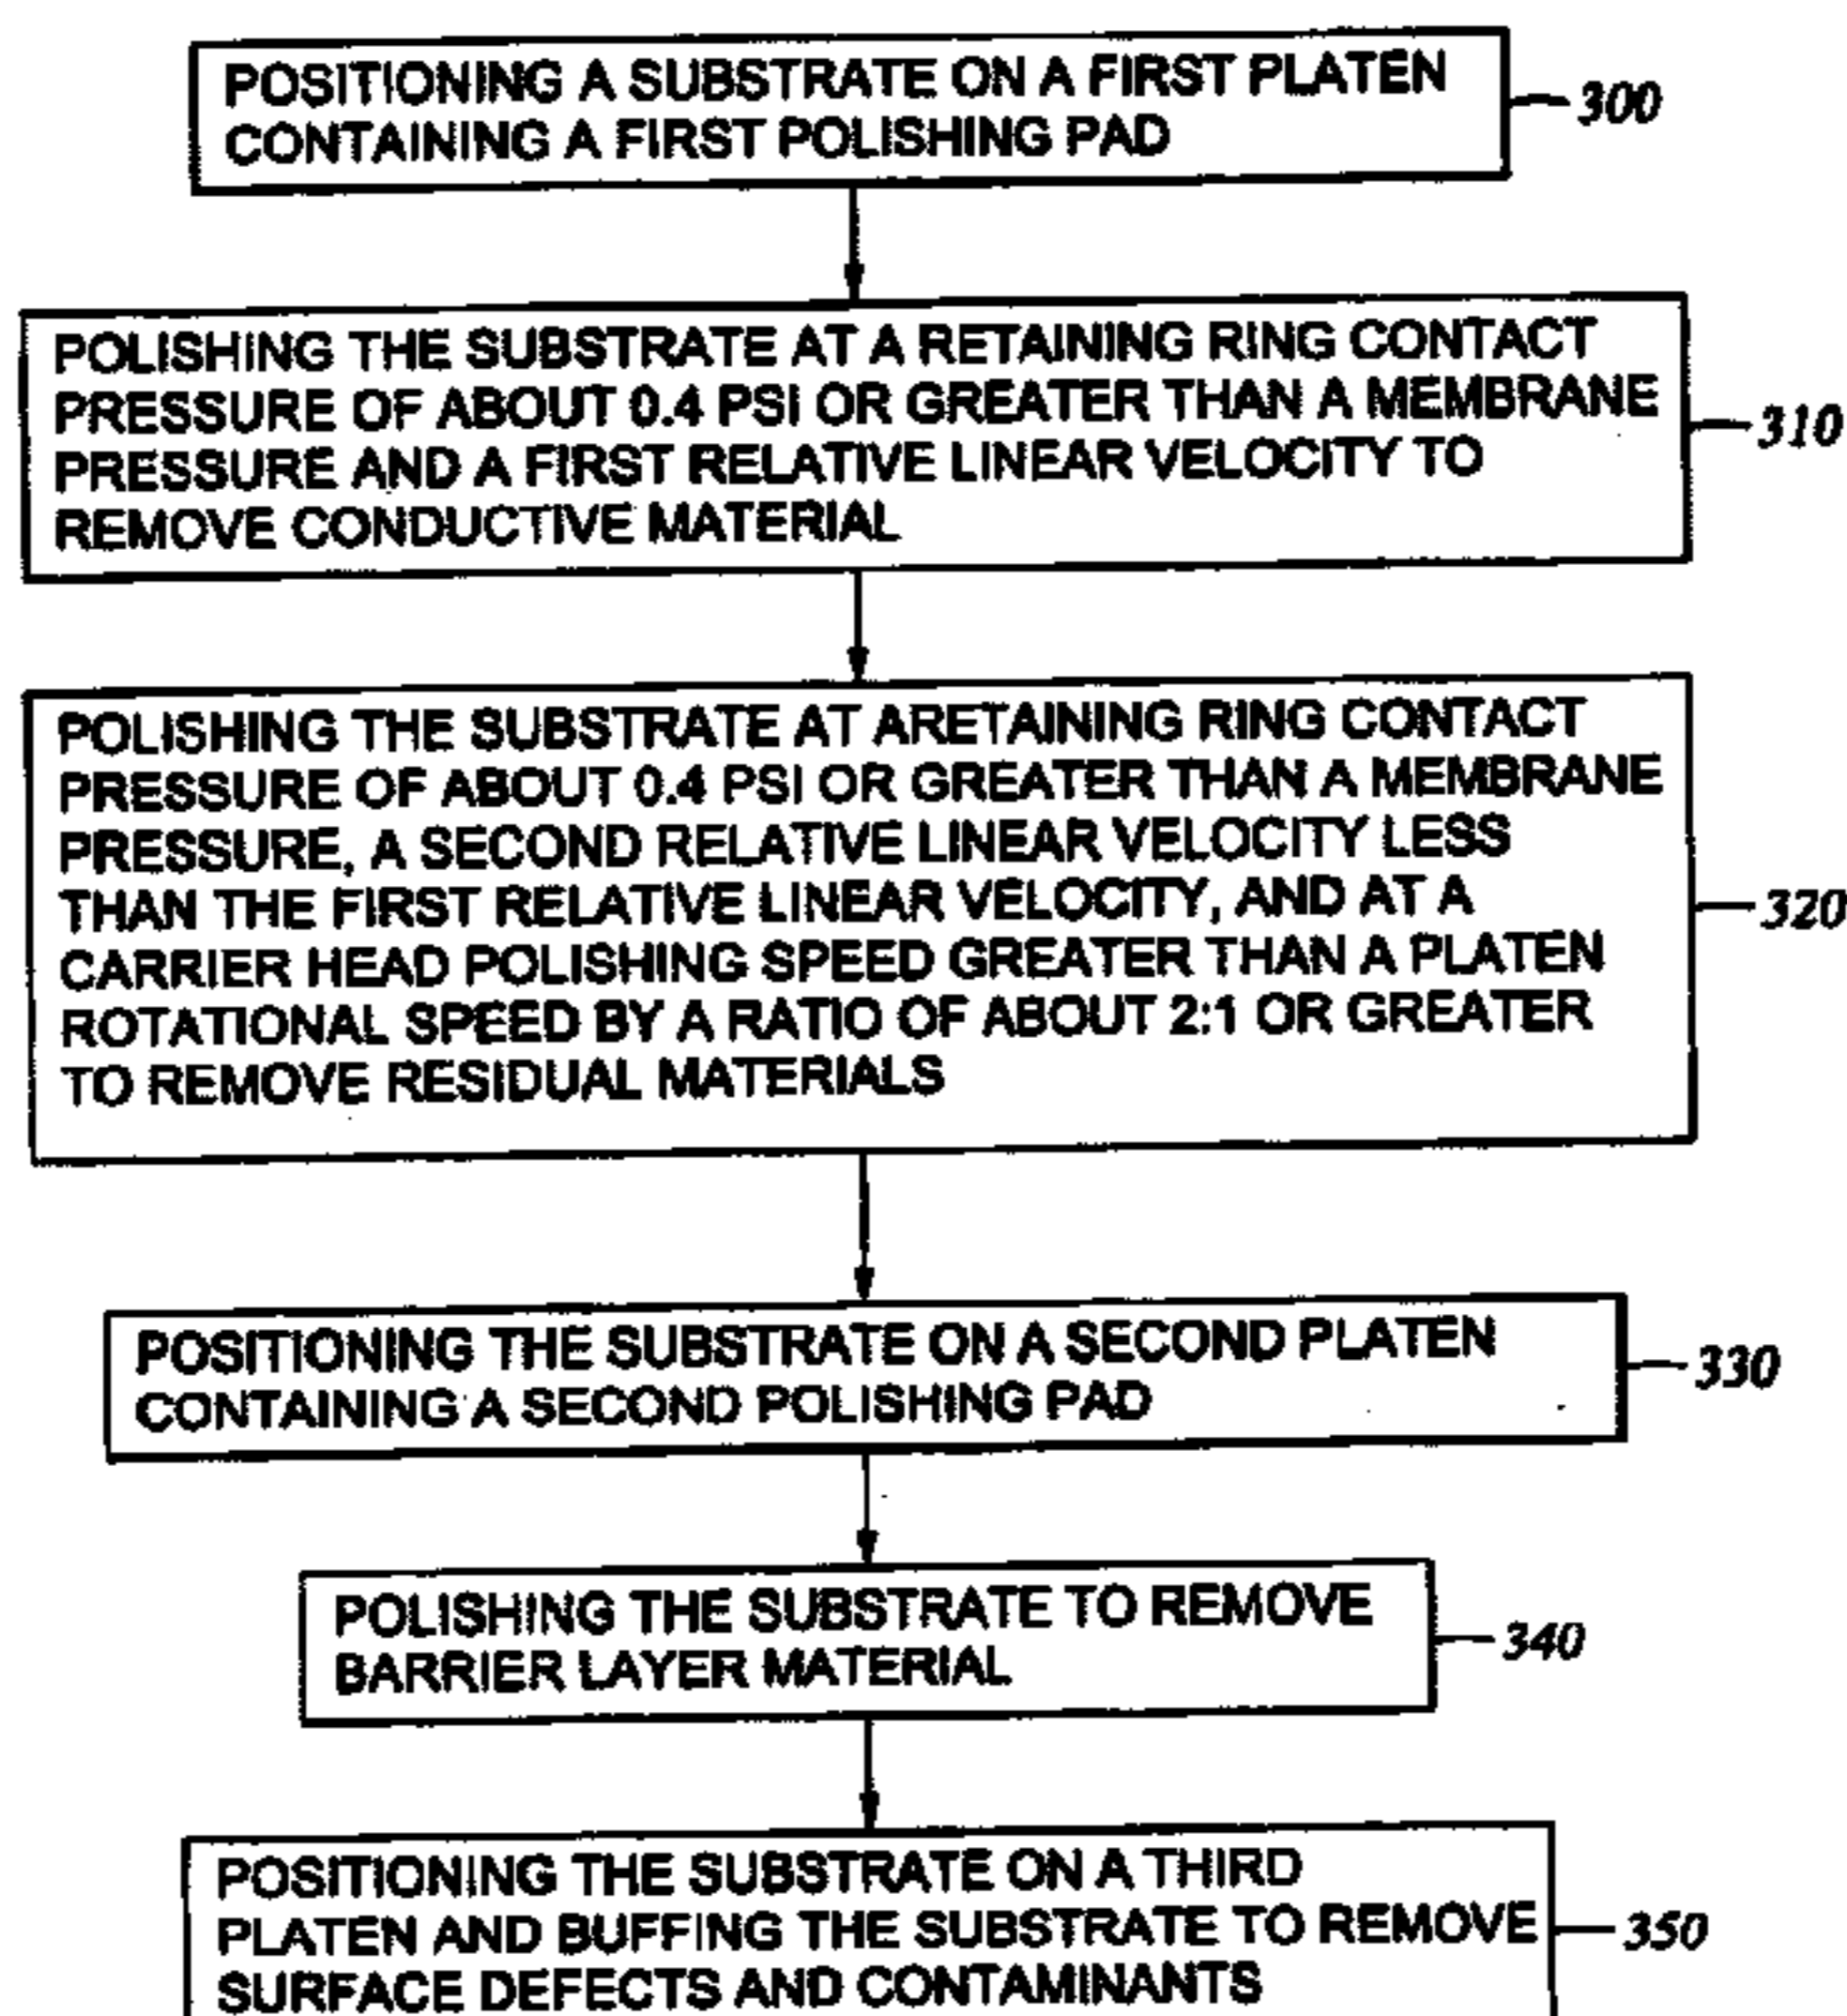 POSITIONING A SUBSTRATE ON A FIRST PLATEN
CONTAINING A FIRST POLISHING PAD
300
POLISHING THE SUBSTRATE AT A RETAINING RING CONTACT
PRESSURE OF ABOUT 0.4 PSI OR GREATER THAN A MEMBRANE
PRESSURE AND A FIRST RELATIVE LINEAR VELOCITY TO
REMOVE CONDUCTIVE MATERIAL
310
POLISHING THE SUBSTRATE AT ARETAINING RING CONTACT
PRESSURE OF ABOUT 0.4 PSI OR GREATER THAN A MEMBRANE
PRESSURE, A SECOND RELATIVE LINEAR VELOCITY LESS
THAN THE FIRST RELATIVE LINEAR VELOCITY, AND AT A
CARRIER HEAD POLISHING SPEED GREATER THAN A PLATEN
ROTATIONAL SPEED BY A RATIO OF ABOUT 2:1 OR GREATER
TO REMOVE RESIDUAL MATERIALS
320
POSITIONING THE SUBSTRATE ON A SECOND PLATEN
CONTAINING A SECOND POLISHING PAD
330
POLISHING THE SUBSTRATE TO REMOVE
BARRIER LAYER MATERIAL
340
POSITIONING THE SUBSTRATE ON A THIRD
PLATEN AND BUFFING THE SUBSTRATE TO REMOVE
SURFACE DEFECTS AND CONTAMINANTS
350